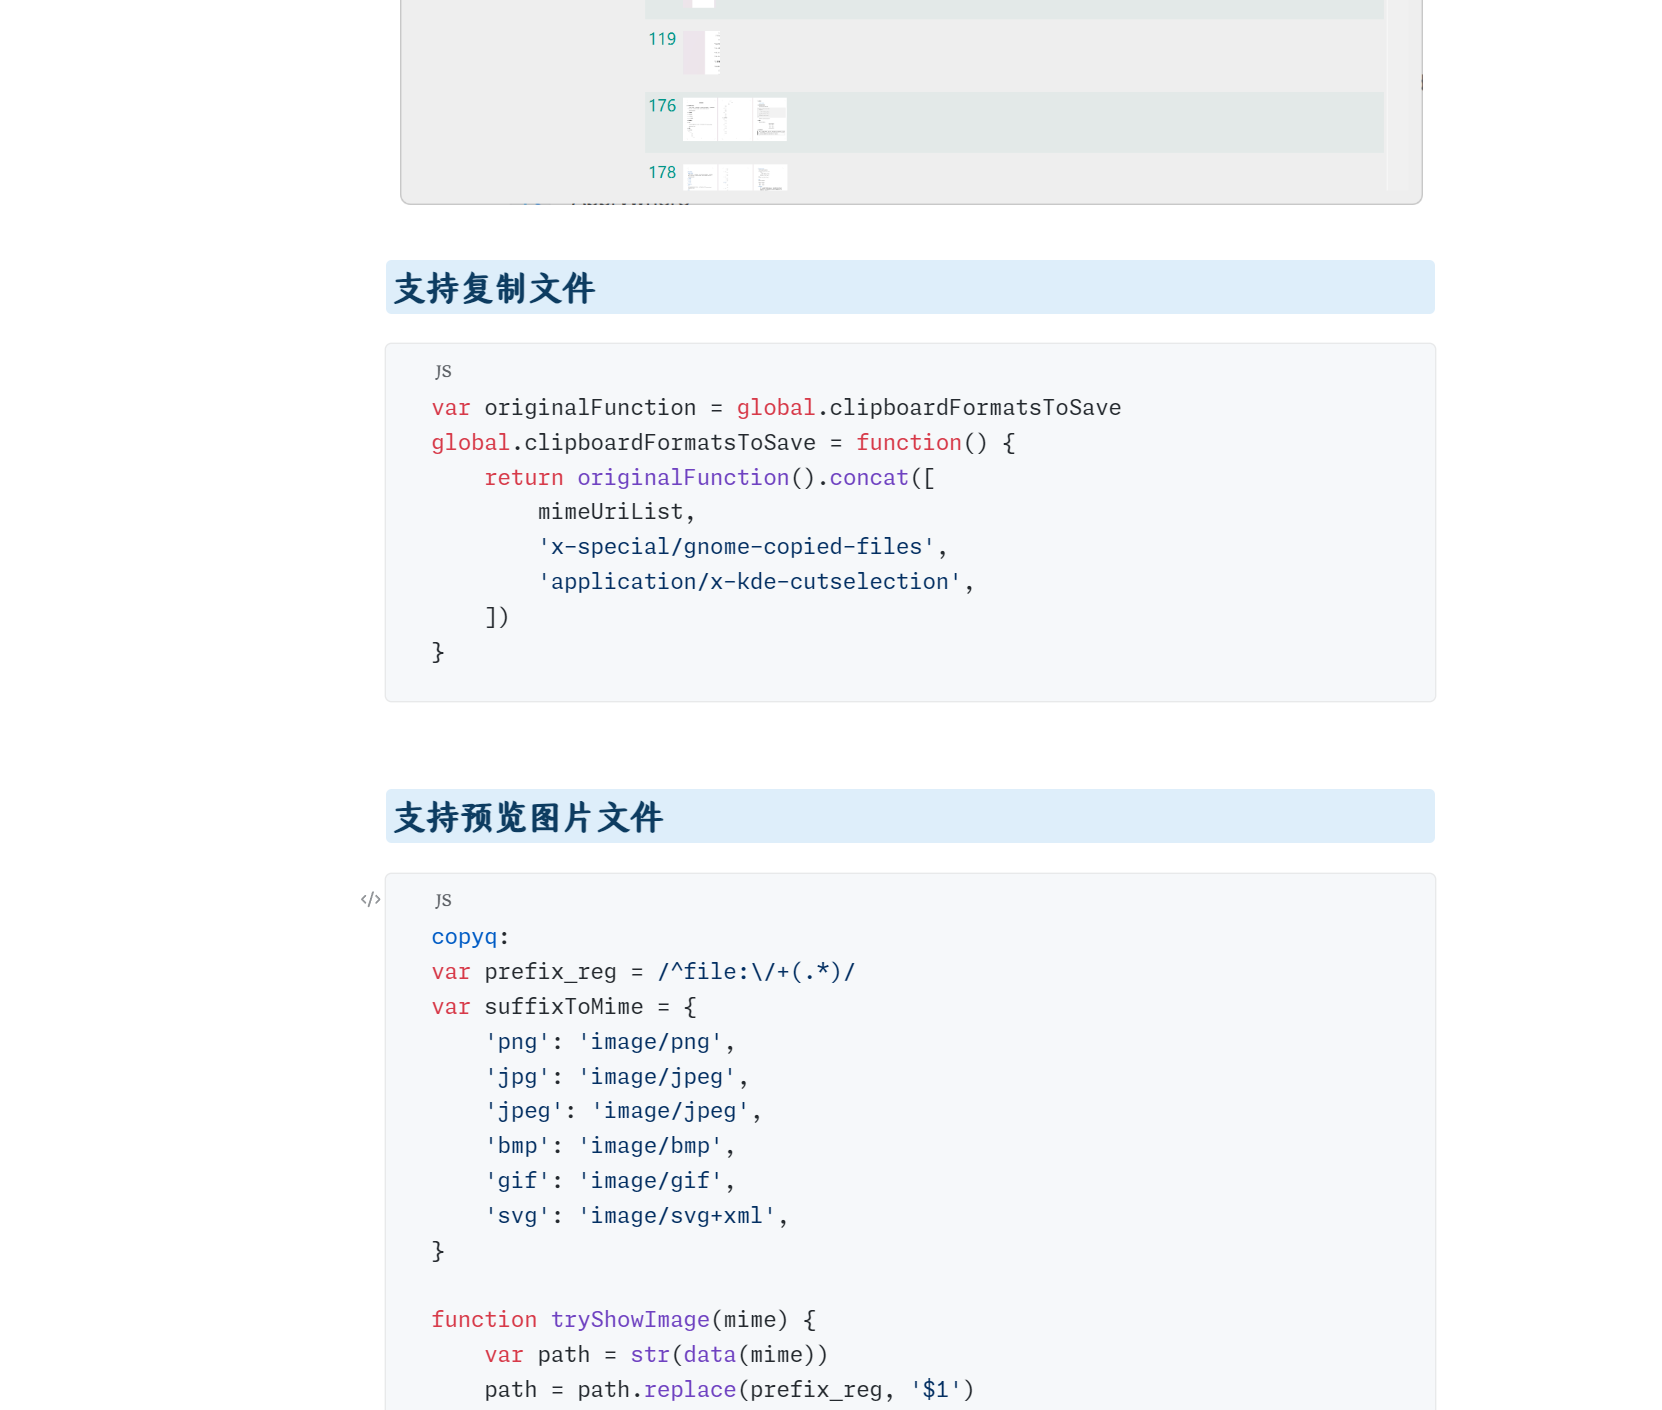 119
176
178
支持复制文件
JS
var originalFunction = global.clipboardFormatsToSave
global.clipboardFormatsToSave = function() {
    return originalFunction().concat([
        mimeUriList,
        'x-special/gnome-copied-files',
        'application/x-kde-cutselection',
    ])
}
支持预览图片文件
</>
JS
copyq:
var prefix_reg = /^file:\/+(.*)/
var suffixToMime = {
    'png': 'image/png',
    'jpg': 'image/jpeg',
    'jpeg': 'image/jpeg',
    'bmp': 'image/bmp',
    'gif': 'image/gif',
    'svg': 'image/svg+xml',
}
function tryShowImage(mime) {
    var path = str(data(mime))
    path = path.replace(prefix_reg, '$1')